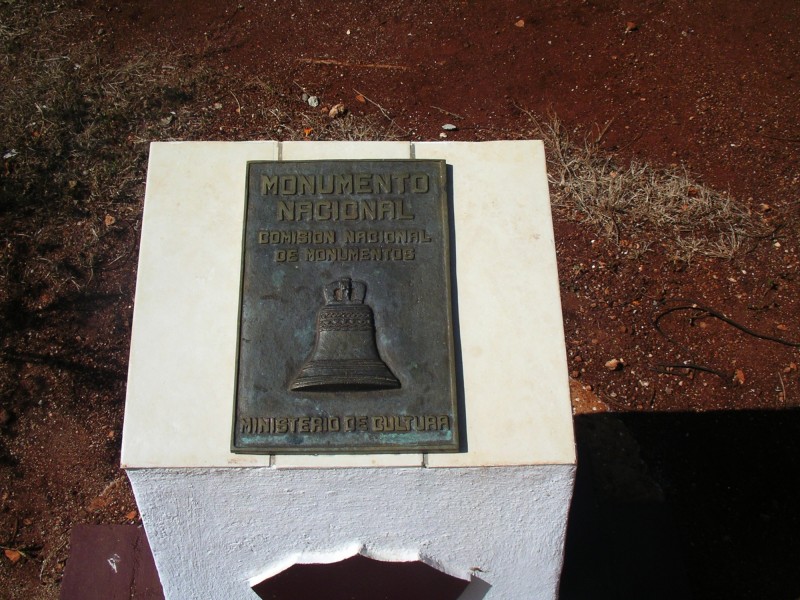 MONUMENTO
NACIONAL
COMISION NACIONAL
DE MONUMENTOS
MINISTERIO DE CULTURA